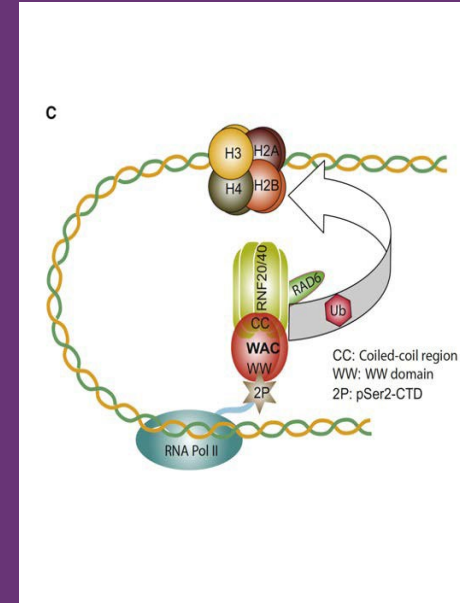 C
H3 H2A
H4 H2B
RNF20/40
RAD6
Ub
CC
WAC
WW
2P
CC: Coiled-coil region
WW: WW domain
2P: pSer2-CTD
RNA Pol II